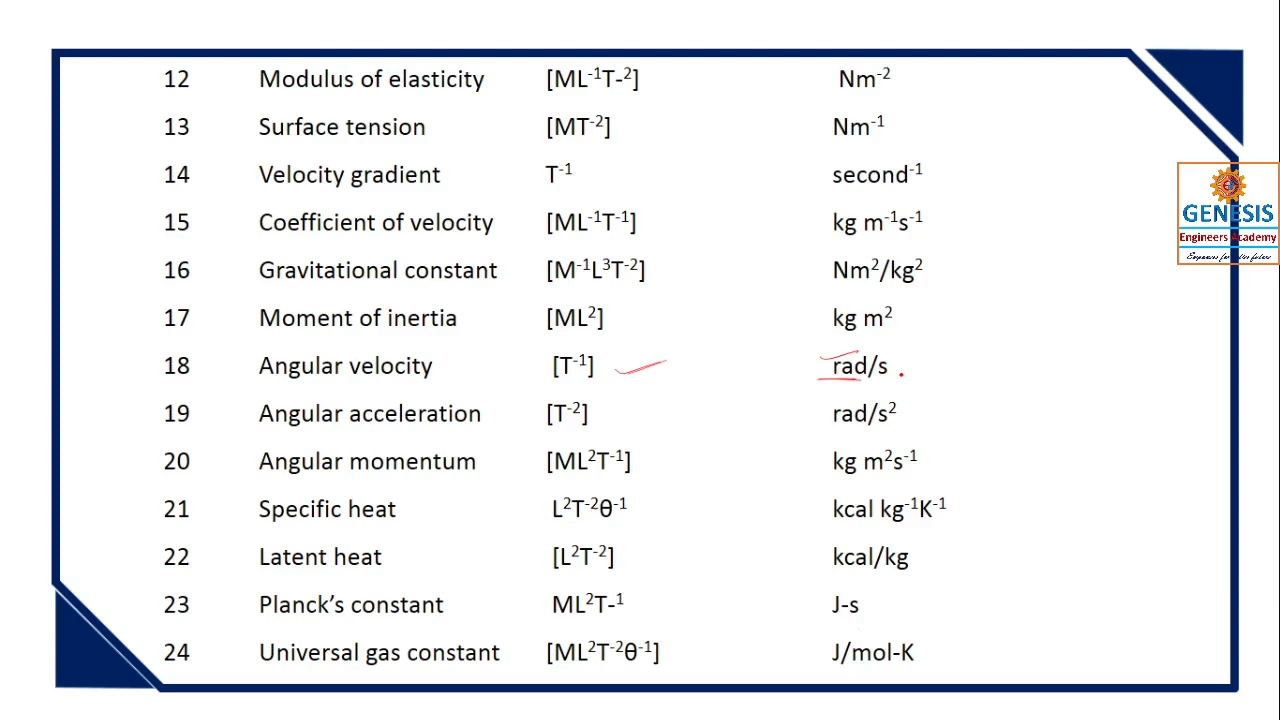 12 Modulus of elasticity [ML⁻¹T-²] Nm⁻²
13 Surface tension [MT⁻²] Nm⁻¹
14 Velocity gradient T⁻¹ second⁻¹
15 Coefficient of velocity [ML⁻¹T⁻¹] kg m⁻¹s⁻¹
16 Gravitational constant [M⁻¹L³T⁻²] Nm²/kg²
17 Moment of inertia [ML²] kg m²
18 Angular velocity [T⁻¹] rad/s
19 Angular acceleration [T⁻²] rad/s²
20 Angular momentum [ML²T⁻¹] kg m²s⁻¹
21 Specific heat L²T⁻²θ⁻¹ kcal kg⁻¹K⁻¹
22 Latent heat [L²T⁻²] kcal/kg
23 Planck’s constant ML²T-¹ J-s
24 Universal gas constant [ML²T⁻²θ⁻¹] J/mol-K
GENESIS
Engineers Academy